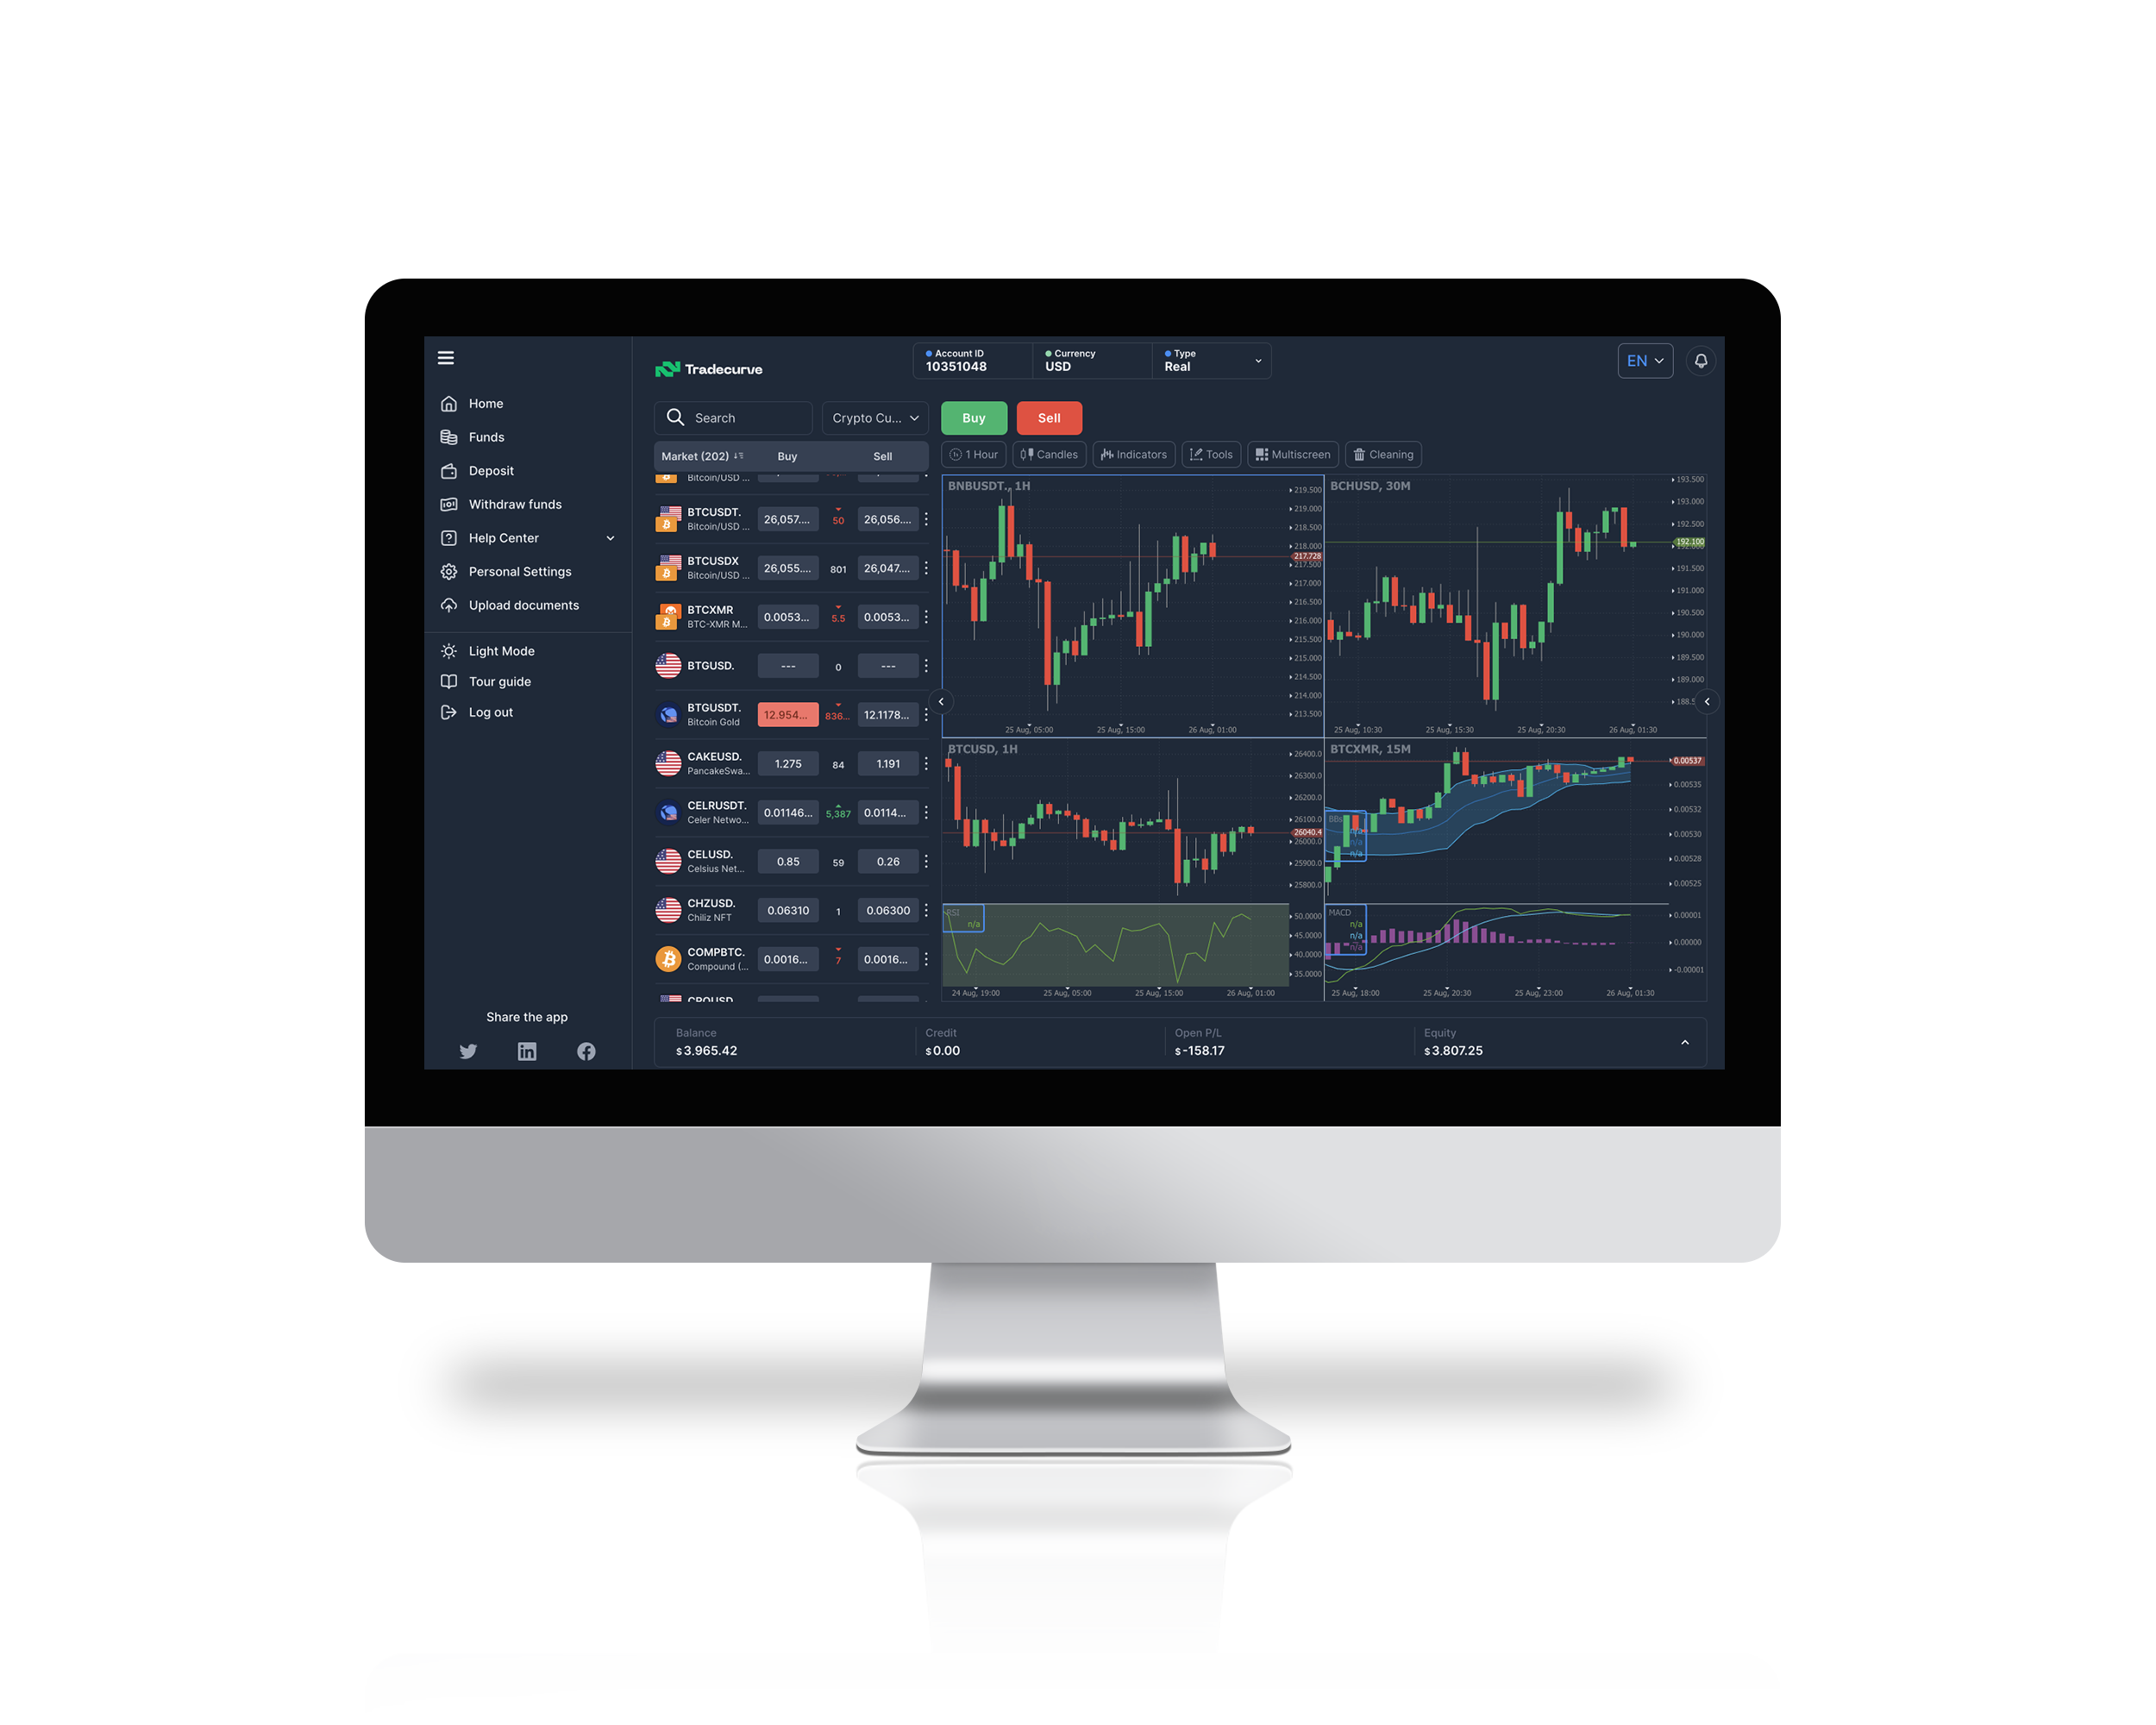 Home
Funds
Deposit
Withdraw funds
Help Center
Personal Settings
Upload documents
Light Mode
Tour guide
Log out
Share the app
Tradecurve
Account ID
10351048
Currency
USD
Type
Real
EN
Search
Crypto Cu...
Buy
Sell
1 Hour
Candles
Indicators
Tools
Multiscreen
Cleaning
Market (202)
Buy
Sell
Bitcoin/USD ...
BTCUSDT.
Bitcoin/USD ...
26,057....
50
26,056....
BTCUSDX
Bitcoin/USD ...
26,055....
801
26,047....
BTCXMR
BTC-XMR M...
0.0053...
5.5
0.0053...
BTGUSD.
---
0
---
BTGUSDT.
Bitcoin Gold
12.954...
836...
12.1178...
CAKEUSD.
PancakeSwa...
1.275
84
1.191
CELRUSDT.
Celer Netwo...
0.01146...
5,387
0.0114...
CELUSD.
Celsius Net...
0.85
59
0.26
CHZUSD.
Chiliz NFT
0.06310
1
0.06300
COMPBTC.
Compound (...
0.0016...
7
0.0016...
BNBUSDT., 1H
219.500
219.000
218.500
218.000
217.728
217.500
217.000
216.500
216.000
215.500
215.000
214.500
214.000
213.500
25 Aug, 05:00
25 Aug, 15:00
26 Aug, 01:00
BCHUSD, 30M
193.500
193.000
192.500
192.100
191.500
191.000
190.500
190.000
189.500
189.000
188.5
25 Aug, 10:30
25 Aug, 15:30
25 Aug, 20:30
26 Aug, 01:30
BTCUSD, 1H
26400.0
26300.0
26200.0
26100.0
26040.4
26000.0
25900.0
25800.0
RSI
n/a
50.0000
45.0000
40.0000
35.0000
24 Aug, 19:00
25 Aug, 05:00
25 Aug, 15:00
26 Aug, 01:00
BTCXMR, 15M
0.00537
0.00535
0.00532
0.00530
0.00528
0.00525
BBs
n/a
n/a
n/a
MACD
n/a
n/a
n/a
0.00001
0.00000
-0.00001
25 Aug, 18:00
25 Aug, 20:30
25 Aug, 23:00
26 Aug, 01:30
Balance
$3.965.42
Credit
$0.00
Open P/L
$-158.17
Equity
$3.807.25